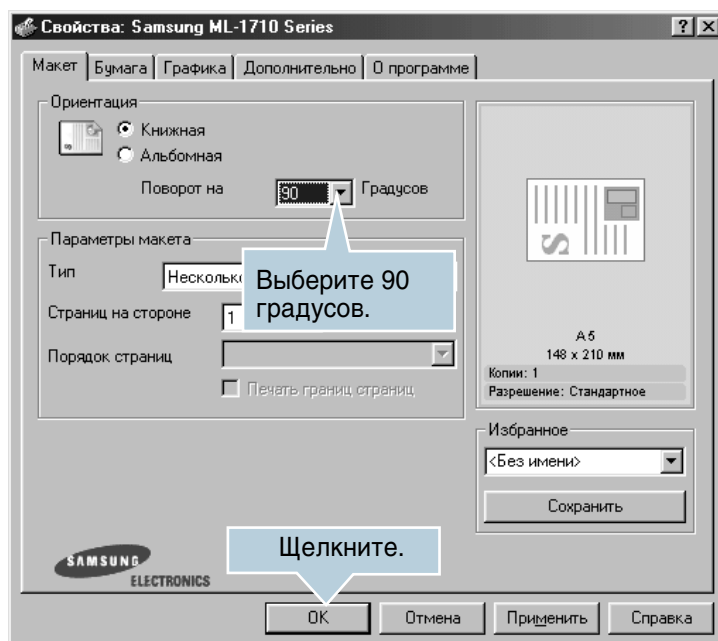 Свойства: Samsung ML-1710 Series
Макет Бумага Графика Дополнительно О программе
Ориентация
Книжная
Альбомная
Поворот на 90 Градусов
Параметры макета
Тип
Выберите 90
градусов.
Страниц на стороне 1
Порядок страниц
Печать границ страниц
A5
148 x 210 мм
Копии: 1
Разрешение: Стандартное
Избранное
<Без имени>
Сохранить
Щелкните.
SAMSUNG
ELECTRONICS
OK Отмена Применить Справка